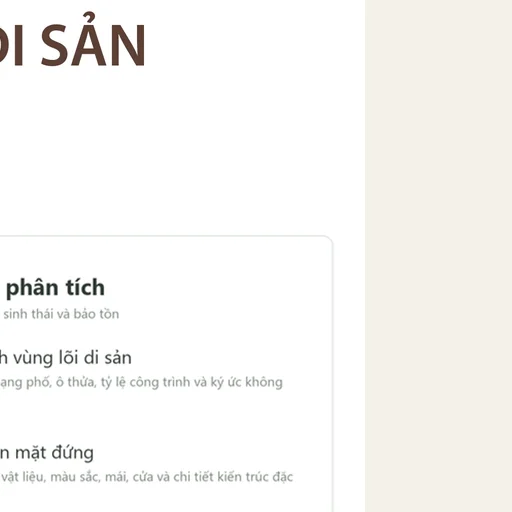 DI SẢN
phân tích
sinh thái và bảo tồn
h vùng lõi di sản
ạng phố, ô thửa, tỷ lệ công trình và ký ức không
n mặt đứng
vật liệu, màu sắc, mái, cửa và chi tiết kiến trúc đặc